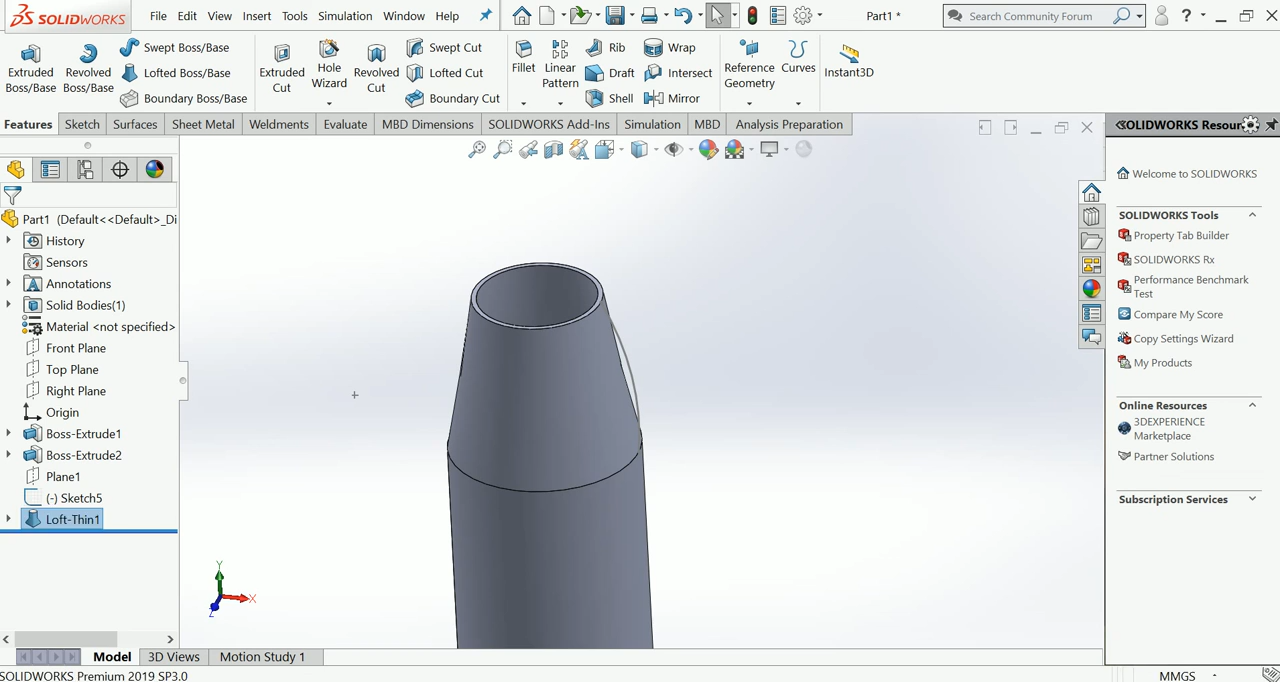 SOLIDWORKS File Edit View Insert Tools Simulation Window Help Part1 * Search Community Forum ?
Extruded Boss/Base
Revolved Boss/Base
Swept Boss/Base
Lofted Boss/Base
Boundary Boss/Base
Extruded Cut
Hole Wizard
Revolved Cut
Swept Cut
Lofted Cut
Boundary Cut
Fillet
Linear Pattern
Rib
Draft
Shell
Wrap
Intersect
Mirror
Reference Geometry
Curves
Instant3D
Features Sketch Surfaces Sheet Metal Weldments Evaluate MBD Dimensions SOLIDWORKS Add-Ins Simulation MBD Analysis Preparation
Part1 (Default<<Default>_Di
History
Sensors
Annotations
Solid Bodies(1)
Material <not specified>
Front Plane
Top Plane
Right Plane
Origin
Boss-Extrude1
Boss-Extrude2
Plane1
(-) Sketch5
Loft-Thin1
Y
X
Z
SOLIDWORKS Resour
Welcome to SOLIDWORKS
SOLIDWORKS Tools
Property Tab Builder
SOLIDWORKS Rx
Performance Benchmark
Test
Compare My Score
Copy Settings Wizard
My Products
Online Resources
3DEXPERIENCE
Marketplace
Partner Solutions
Subscription Services
Model 3D Views Motion Study 1
SOLIDWORKS Premium 2019 SP3.0
MMGS